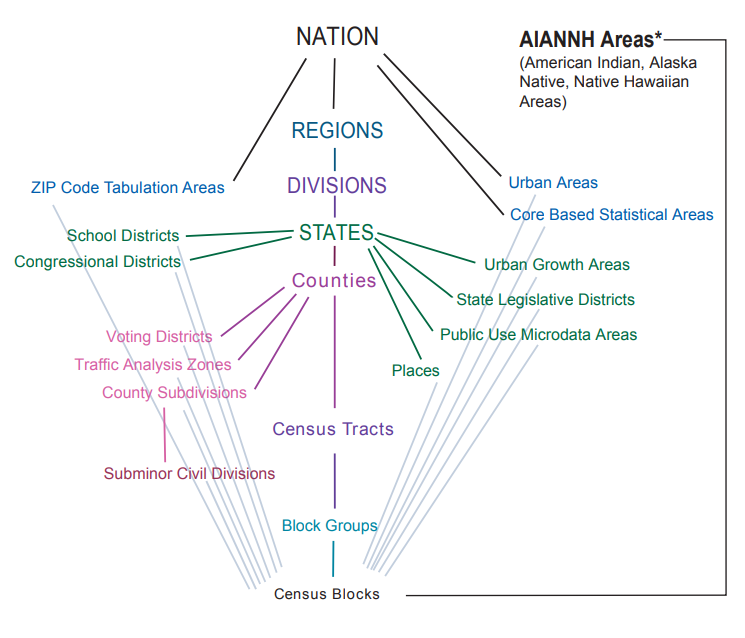 NATION
AIANNH Areas*
(American Indian, Alaska
Native, Native Hawaiian
Areas)
REGIONS
DIVISIONS
ZIP Code Tabulation Areas
Urban Areas
Core Based Statistical Areas
STATES
School Districts
Congressional Districts
Urban Growth Areas
Counties
State Legislative Districts
Voting Districts
Public Use Microdata Areas
Traffic Analysis Zones
Places
County Subdivisions
Census Tracts
Subminor Civil Divisions
Block Groups
Census Blocks